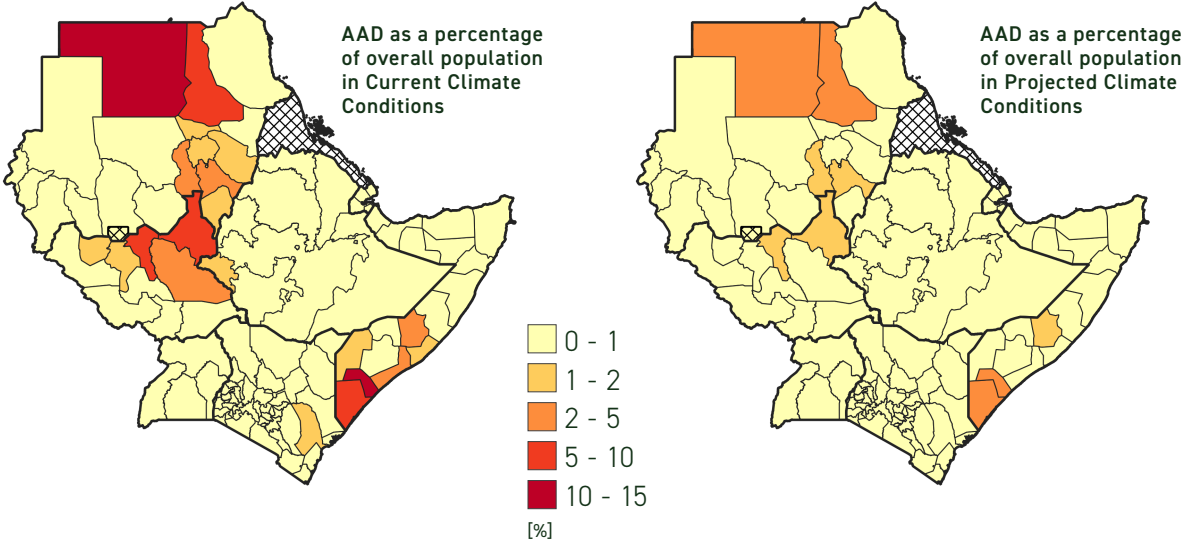 AAD as a percentage
of overall population
in Current Climate
Conditions
AAD as a percentage
of overall population
in Projected Climate
Conditions
0 - 1
1 - 2
2 - 5
5 - 10
10 - 15
[%]